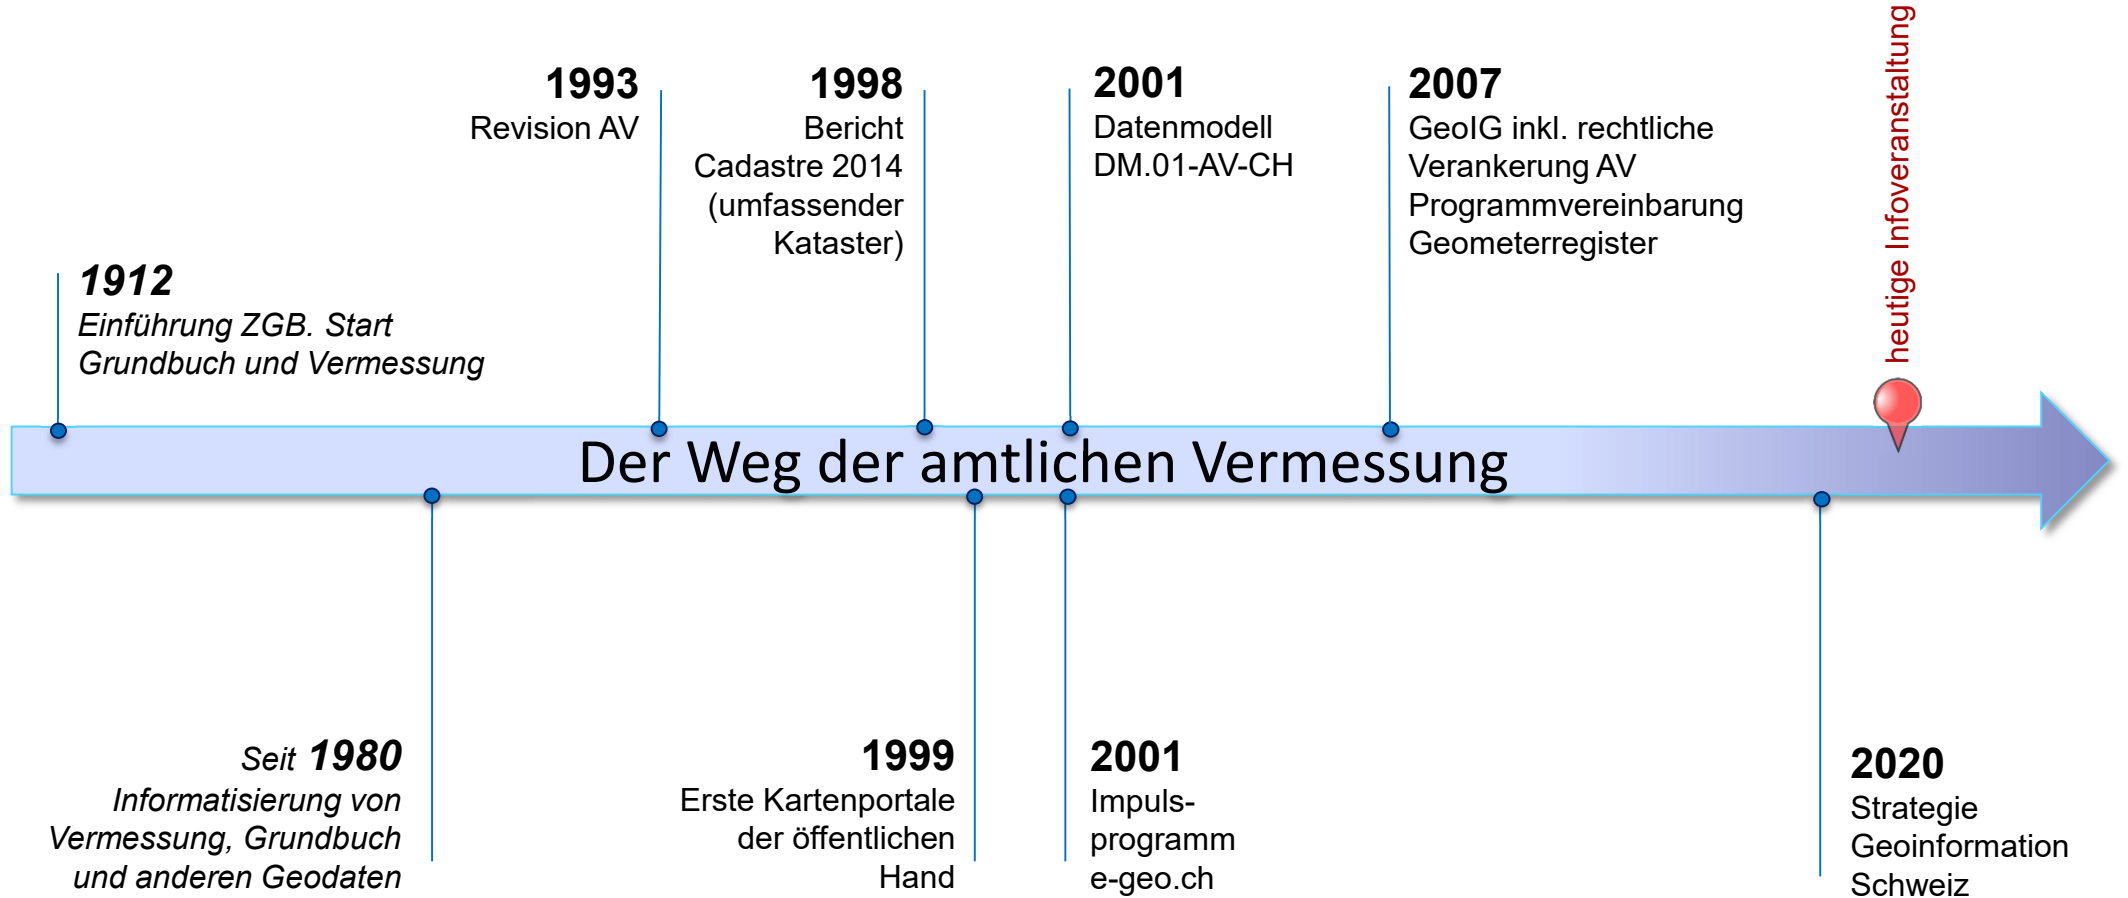 heutige Infoveranstaltung
1993
Revision AV
1998
Bericht
Cadastre 2014
(umfassender
Kataster)
2001
Datenmodell
DM.01-AV-CH
2007
GeoIG inkl. rechtliche
Verankerung AV
Programmvereinbarung
Geometerregister
1912
Einführung ZGB. Start
Grundbuch und Vermessung
Der Weg der amtlichen Vermessung
Seit 1980
Informatisierung von
Vermessung, Grundbuch
und anderen Geodaten
1999
Erste Kartenportale
der öffentlichen
Hand
2001
Impuls-
programm
e-geo.ch
2020
Strategie
Geoinformation
Schweiz